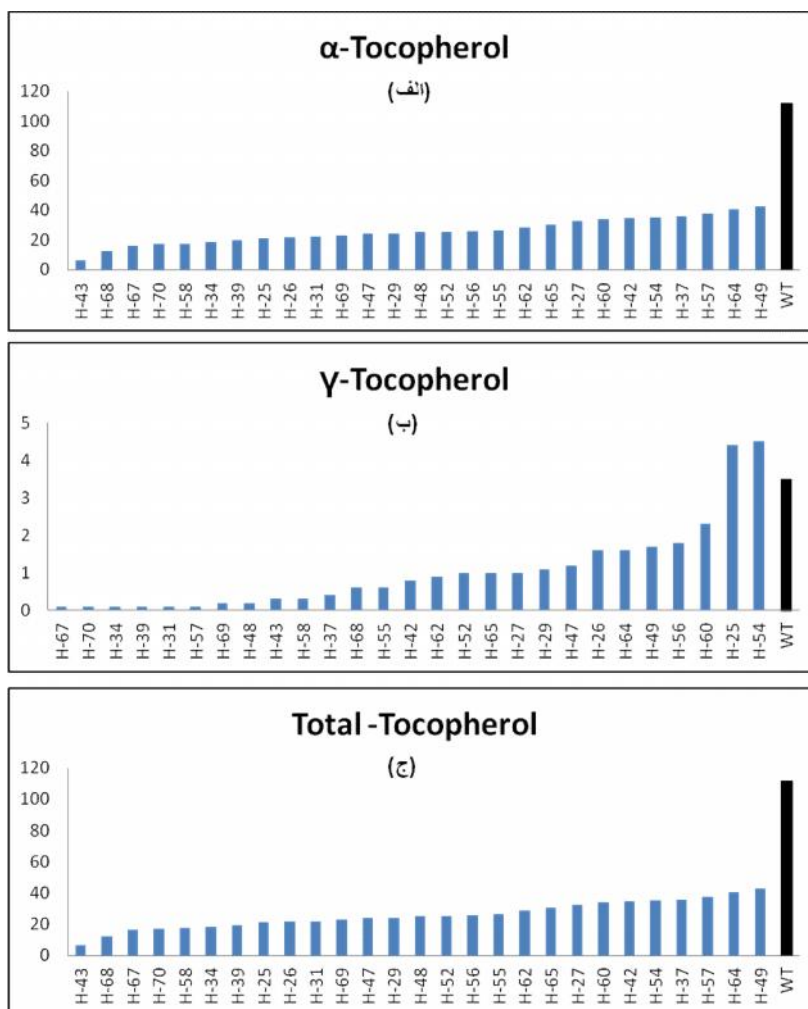 α-Tocopherol
(الف)
120
100
80
60
40
20
0
H-43 H-68 H-67 H-70 H-58 H-34 H-39 H-25 H-26 H-31 H-69 H-47 H-29 H-48 H-52 H-56 H-55 H-62 H-65 H-27 H-60 H-42 H-54 H-37 H-57 H-64 H-49 WT
γ-Tocopherol
(ب)
5
4
3
2
1
0
H-67 H-70 H-34 H-39 H-31 H-57 H-69 H-48 H-43 H-58 H-37 H-68 H-55 H-42 H-62 H-52 H-65 H-27 H-29 H-47 H-26 H-64 H-49 H-56 H-60 H-25 H-54 WT
Total -Tocopherol
(ج)
120
100
80
60
40
20
0
H-43 H-68 H-67 H-70 H-58 H-34 H-39 H-25 H-26 H-31 H-69 H-47 H-29 H-48 H-52 H-56 H-55 H-62 H-65 H-27 H-60 H-42 H-54 H-37 H-57 H-64 H-49 WT